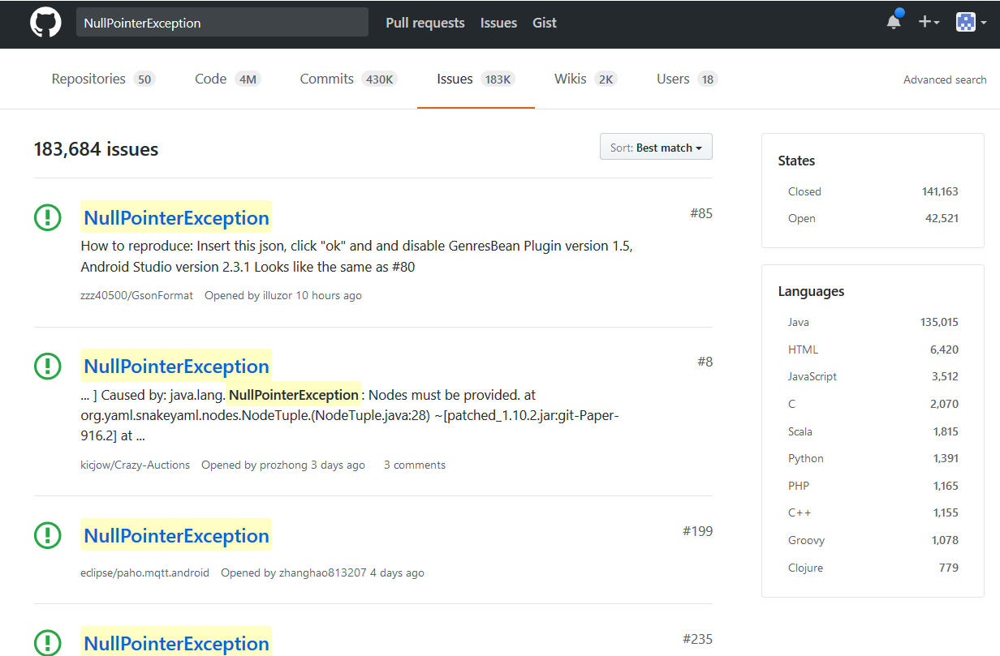 NullPointerException
Pull requests Issues Gist
Repositories 50 Code 4M Commits 430K Issues 183K Wikis 2K Users 18 Advanced search
183,684 issues
Sort: Best match
NullPointerException #85
How to reproduce: Insert this json, click "ok" and and disable GenresBean Plugin version 1.5,
Android Studio version 2.3.1 Looks like the same as #80
zzz40500/GsonFormat Opened by illuzor 10 hours ago
NullPointerException #8
... ] Caused by: java.lang. NullPointerException : Nodes must be provided. at
org.yaml.snakeyaml.nodes.NodeTuple.(NodeTuple.java:28) ~[patched_1.10.2.jar:git-Paper-
916.2] at ...
kicjow/Crazy-Auctions Opened by prozhong 3 days ago 3 comments
NullPointerException #199
eclipse/paho.mqtt.android Opened by zhanghao813207 4 days ago
NullPointerException #235
States
Closed 141,163
Open 42,521
Languages
Java 135,015
HTML 6,420
JavaScript 3,512
C 2,070
Scala 1,815
Python 1,391
PHP 1,165
C++ 1,155
Groovy 1,078
Clojure 779